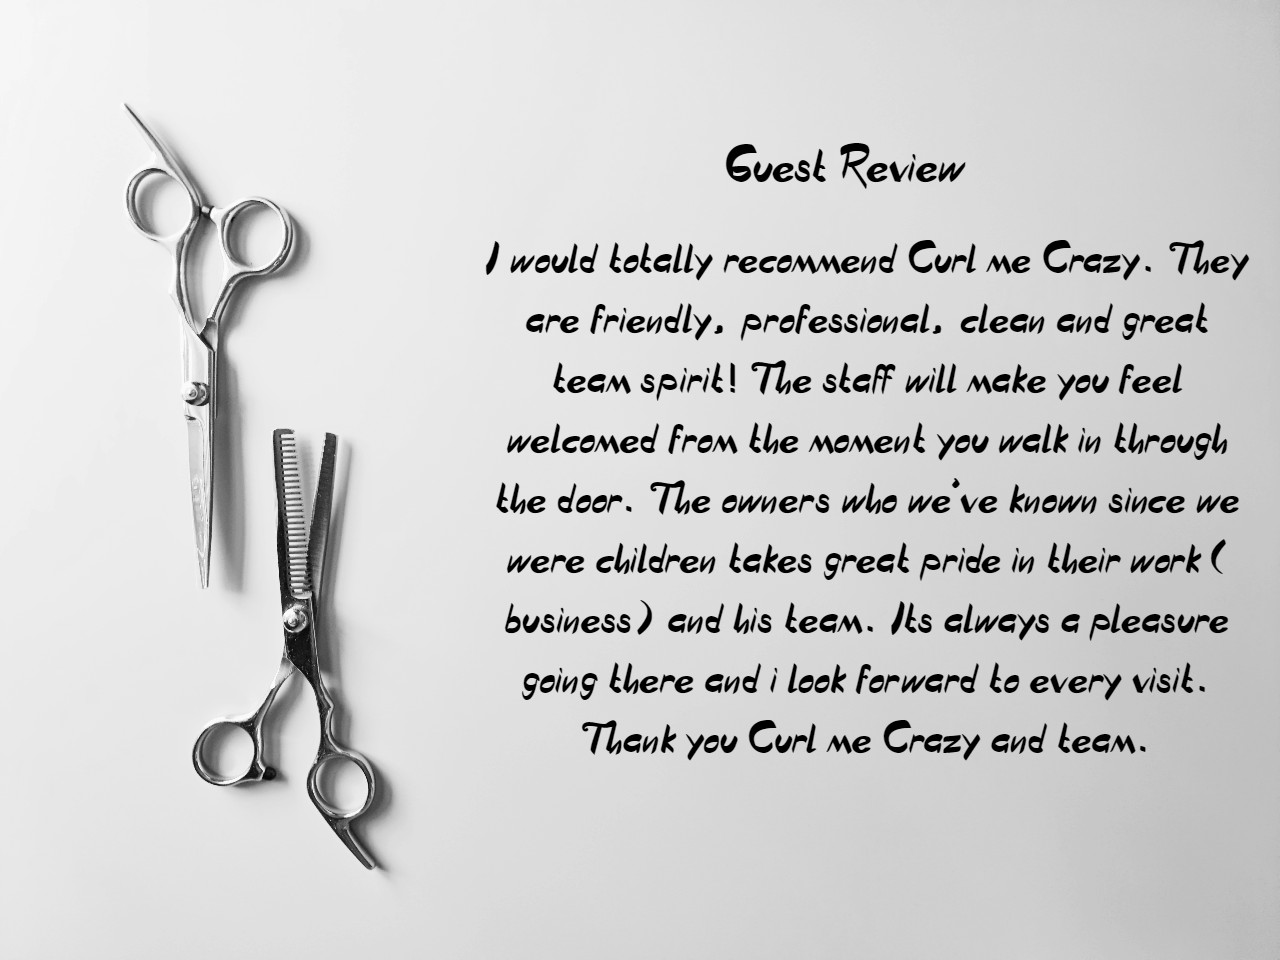 Guest Review
I would totally recommend Curl me Crazy. They
are friendly, professional, clean and great
team spirit! The staff will make you feel
welcomed from the moment you walk in through
the door. The owners who we've known since we
were children takes great pride in their work (
business) and his team. Its always a pleasure
going there and i look forward to every visit.
Thank you Curl me Crazy and team.